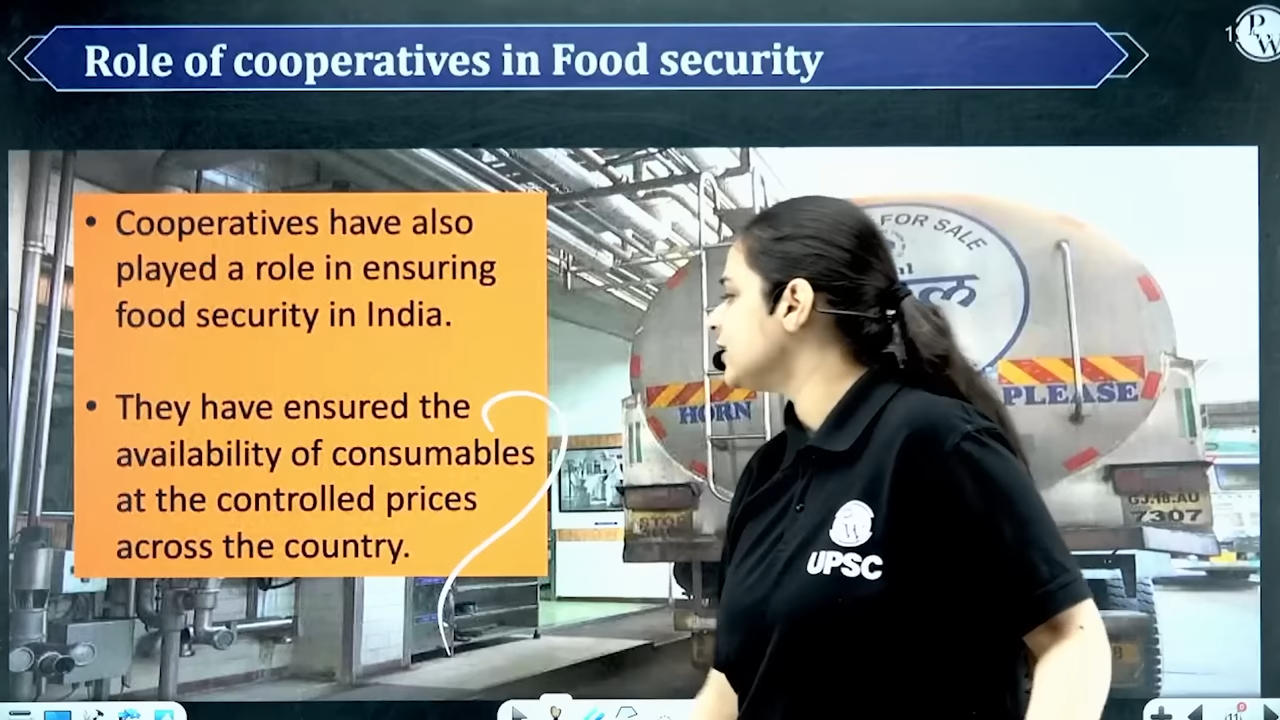 Role of cooperatives in Food security
PW
• Cooperatives have also
played a role in ensuring
food security in India.
• They have ensured the
availability of consumables
at the controlled prices
across the country.
FOR SALE
HORN
PLEASE
STOP
GJ.18.AU
7307
UPSC